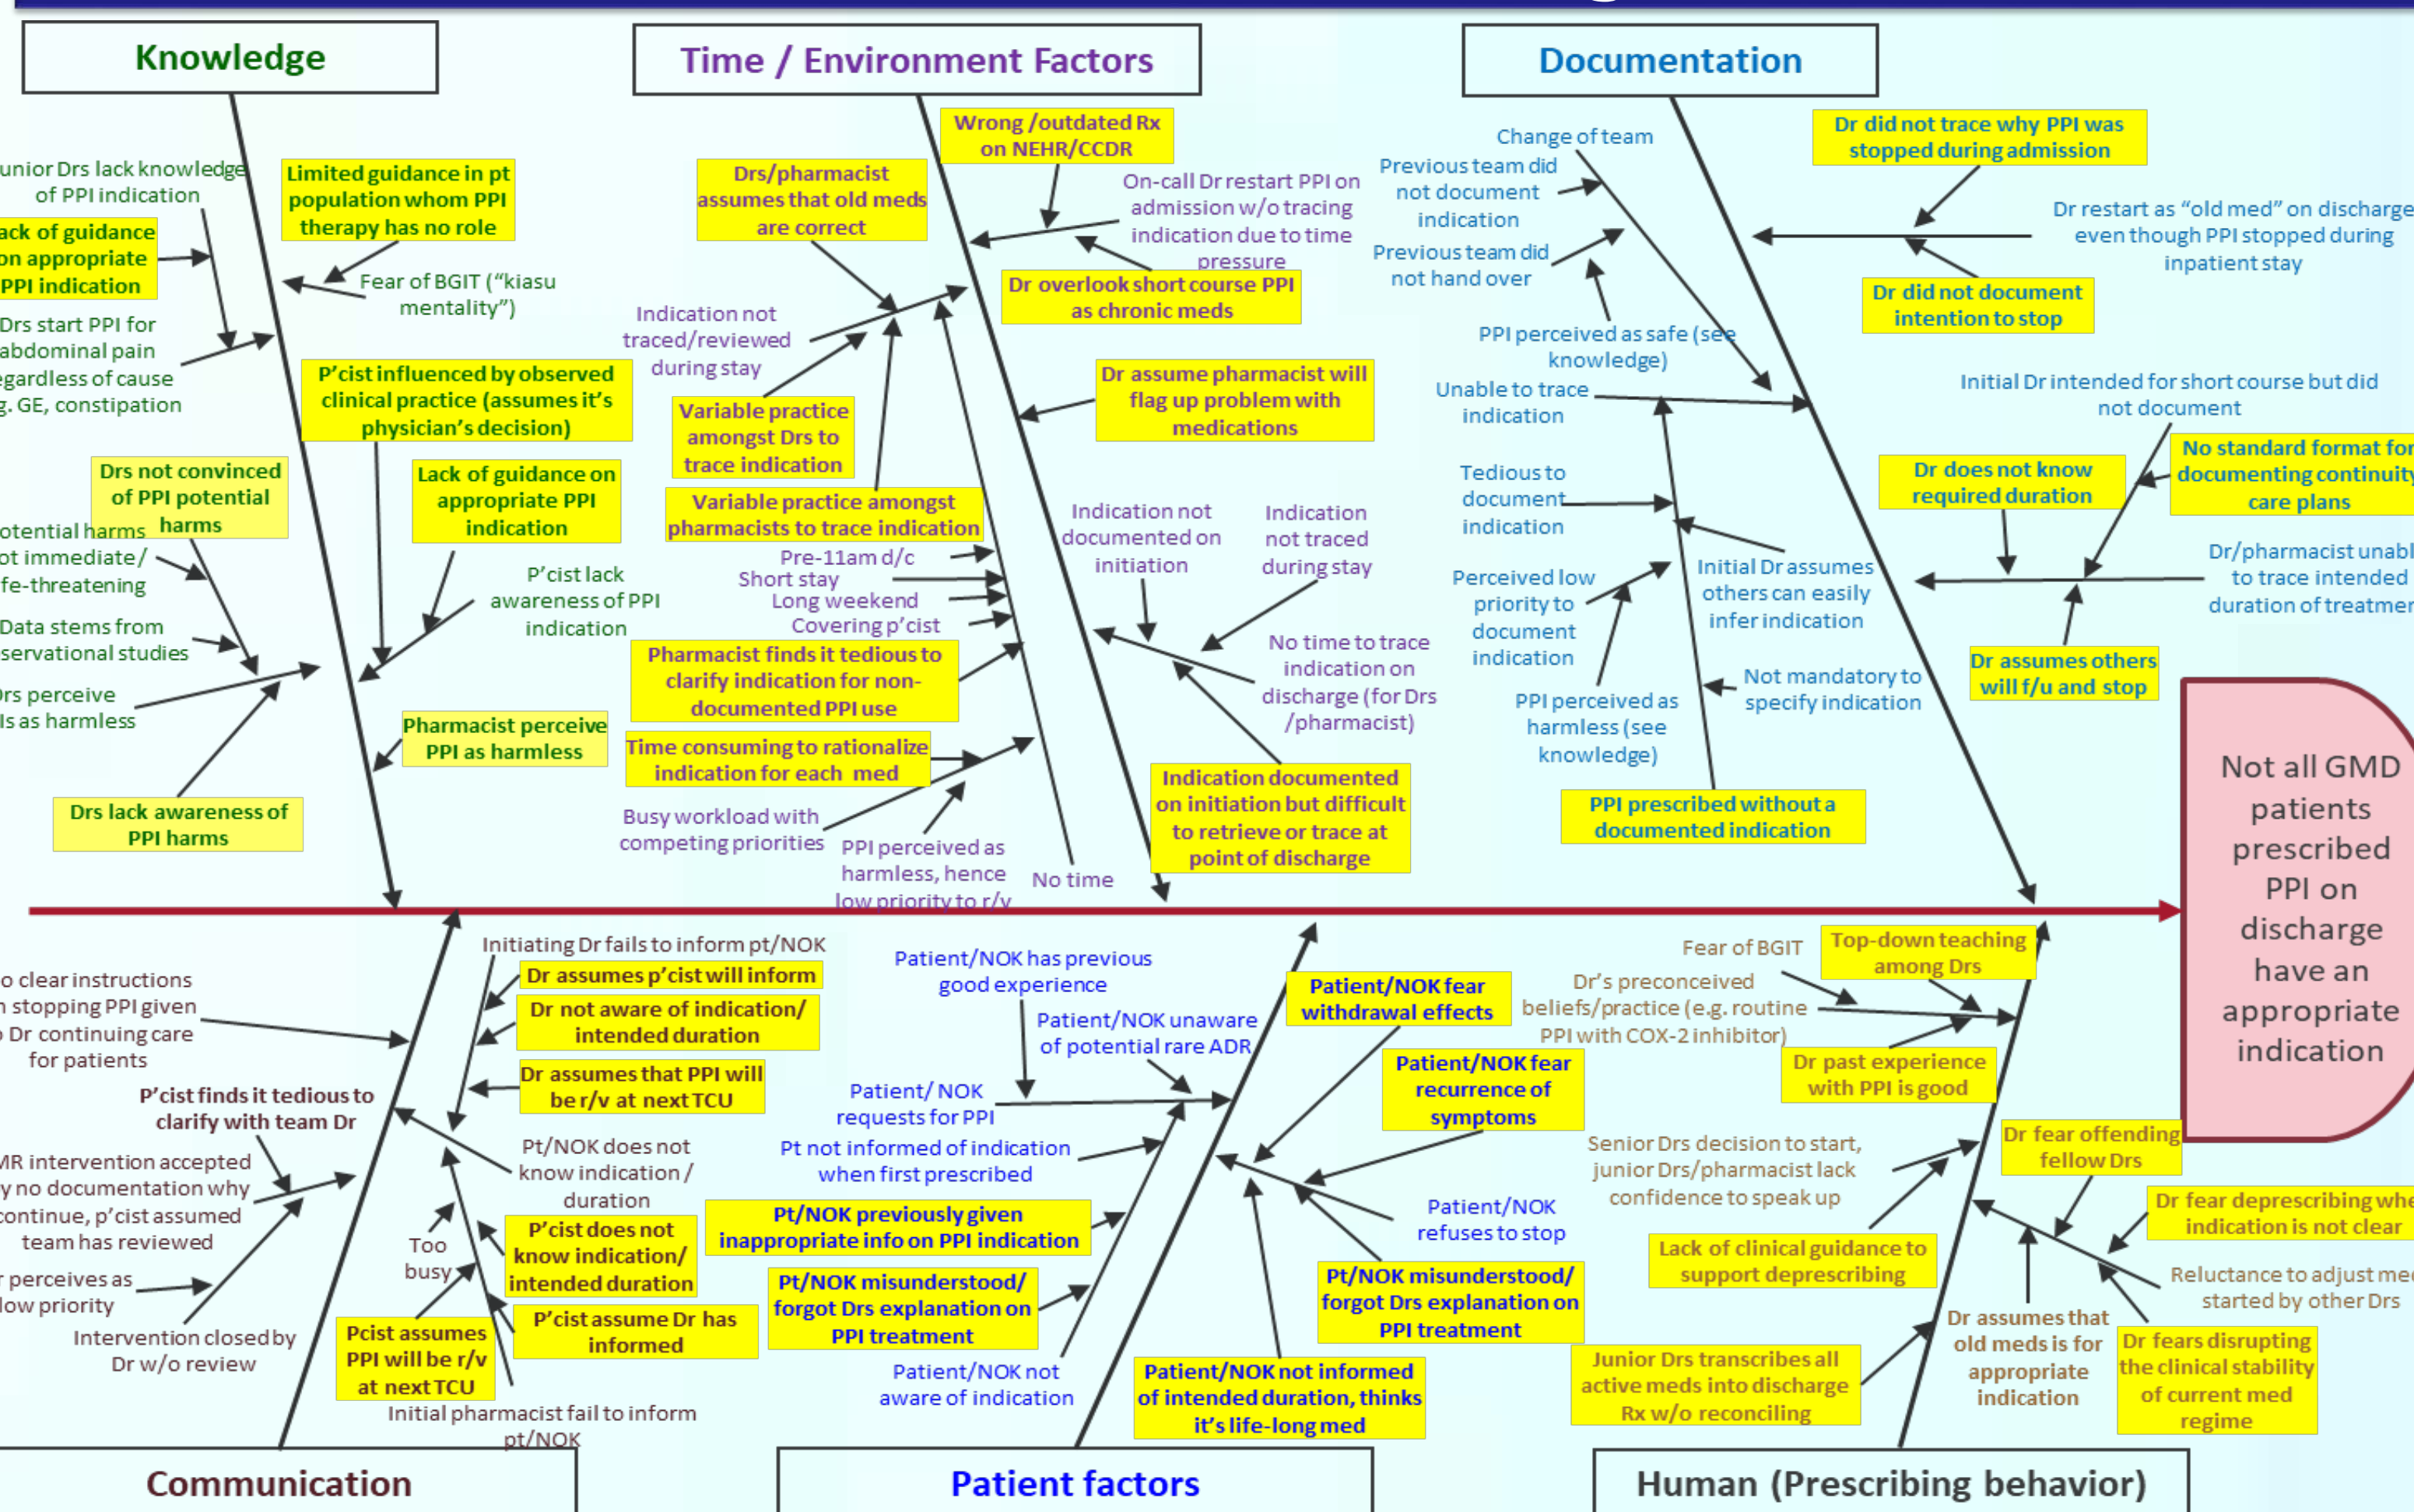 Knowledge
Time / Environment Factors
Documentation
unior Drs lack knowledge
of PPI indication
ack of guidance
on appropriate
PPI indication
Drs start PPI for
abdominal pain
egardless of cause
g. GE, constipation
Limited guidance in pt
population whom PPI
therapy has no role
Fear of BGIT (“kiasu
mentality”)
P’cist influenced by observed
clinical practice (assumes it’s
physician’s decision)
Drs not convinced
of PPI potential
harms
otential harms
ot immediate/
fe-threatening
Data stems from
servational studies
Drs perceive
Is as harmless
Lack of guidance on
appropriate PPI
indication
P’cist lack
awareness of PPI
indication
Pharmacist perceive
PPI as harmless
Drs lack awareness of
PPI harms
Wrong /outdated Rx
on NEHR/CCDR
Drs/pharmacist
assumes that old meds
are correct
On-call Dr restart PPI on
admission w/o tracing
indication due to time
pressure
Dr overlook short course PPI
as chronic meds
Indication not
traced/reviewed
during stay
Variable practice
amongst Drs to
trace indication
Dr assume pharmacist will
flag up problem with
medications
Variable practice amongst
pharmacists to trace indication
Pre-11am d/c
Short stay
Long weekend
Covering p’cist
Pharmacist finds it tedious to
clarify indication for non-
documented PPI use
Time consuming to rationalize
indication for each med
Busy workload with
competing priorities
PPI perceived as
harmless, hence
low priority to r/v
No time
Indication not
documented on
initiation
Indication
not traced
during stay
No time to trace
indication on
discharge (for Drs
/pharmacist)
Indication documented
on initiation but difficult
to retrieve or trace at
point of discharge
Change of team
Previous team did
not document
indication
Previous team did
not hand over
PPI perceived as safe (see
knowledge)
Unable to trace
indication
Tedious to
document
indication
Perceived low
priority to
document
indication
PPI perceived as
harmless (see
knowledge)
Initial Dr assumes
others can easily
infer indication
Not mandatory to
specify indication
PPI prescribed without a
documented indication
Dr did not trace why PPI was
stopped during admission
Dr restart as “old med” on discharge
even though PPI stopped during
inpatient stay
Dr did not document
intention to stop
Initial Dr intended for short course but did
not document
Dr does not know
required duration
No standard format for
documenting continuity
care plans
Dr/pharmacist unabl
to trace intended
duration of treatmen
Dr assumes others
will f/u and stop
Not all GMD
patients
prescribed
PPI on
discharge
have an
appropriate
indication
o clear instructions
n stopping PPI given
o Dr continuing care
for patients
P’cist finds it tedious to
clarify with team Dr
MR intervention accepted
y no documentation why
continue, p’cist assumed
team has reviewed
r perceives as
low priority
Intervention closed by
Dr w/o review
Initiating Dr fails to inform pt/NOK
Dr assumes p’cist will inform
Dr not aware of indication/
intended duration
Dr assumes that PPI will
be r/v at next TCU
Pt/NOK does not
know indication /
duration
Too
busy
P’cist does not
know indication/
intended duration
P’cist assume Dr has
informed
Pcist assumes
PPI will be r/v
at next TCU
Initial pharmacist fail to inform
pt/NOK
Patient/NOK has previous
good experience
Patient/NOK unaware
of potential rare ADR
Patient/ NOK
requests for PPI
Pt not informed of indication
when first prescribed
Pt/NOK previously given
inappropriate info on PPI indication
Pt/NOK misunderstood/
forgot Drs explanation on
PPI treatment
Patient/NOK not
aware of indication
Patient/NOK fear
withdrawal effects
Patient/NOK fear
recurrence of
symptoms
Patient/NOK
refuses to stop
Pt/NOK misunderstood/
forgot Drs explanation on
PPI treatment
Patient/NOK not informed
of intended duration, thinks
it’s life-long med
Fear of BGIT
Top-down teaching
among Drs
Dr’s preconceived
beliefs/practice (e.g. routine
PPI with COX-2 inhibitor)
Dr past experience
with PPI is good
Senior Drs decision to start,
junior Drs/pharmacist lack
confidence to speak up
Lack of clinical guidance to
support deprescribing
Junior Drs transcribes all
active meds into discharge
Rx w/o reconciling
Dr fear offending
fellow Drs
Dr fear deprescribing whe
indication is not clear
Reluctance to adjust med
started by other Drs
Dr assumes that
old meds is for
appropriate
indication
Dr fears disrupting
the clinical stability
of current med
regime
Communication
Patient factors
Human (Prescribing behavior)